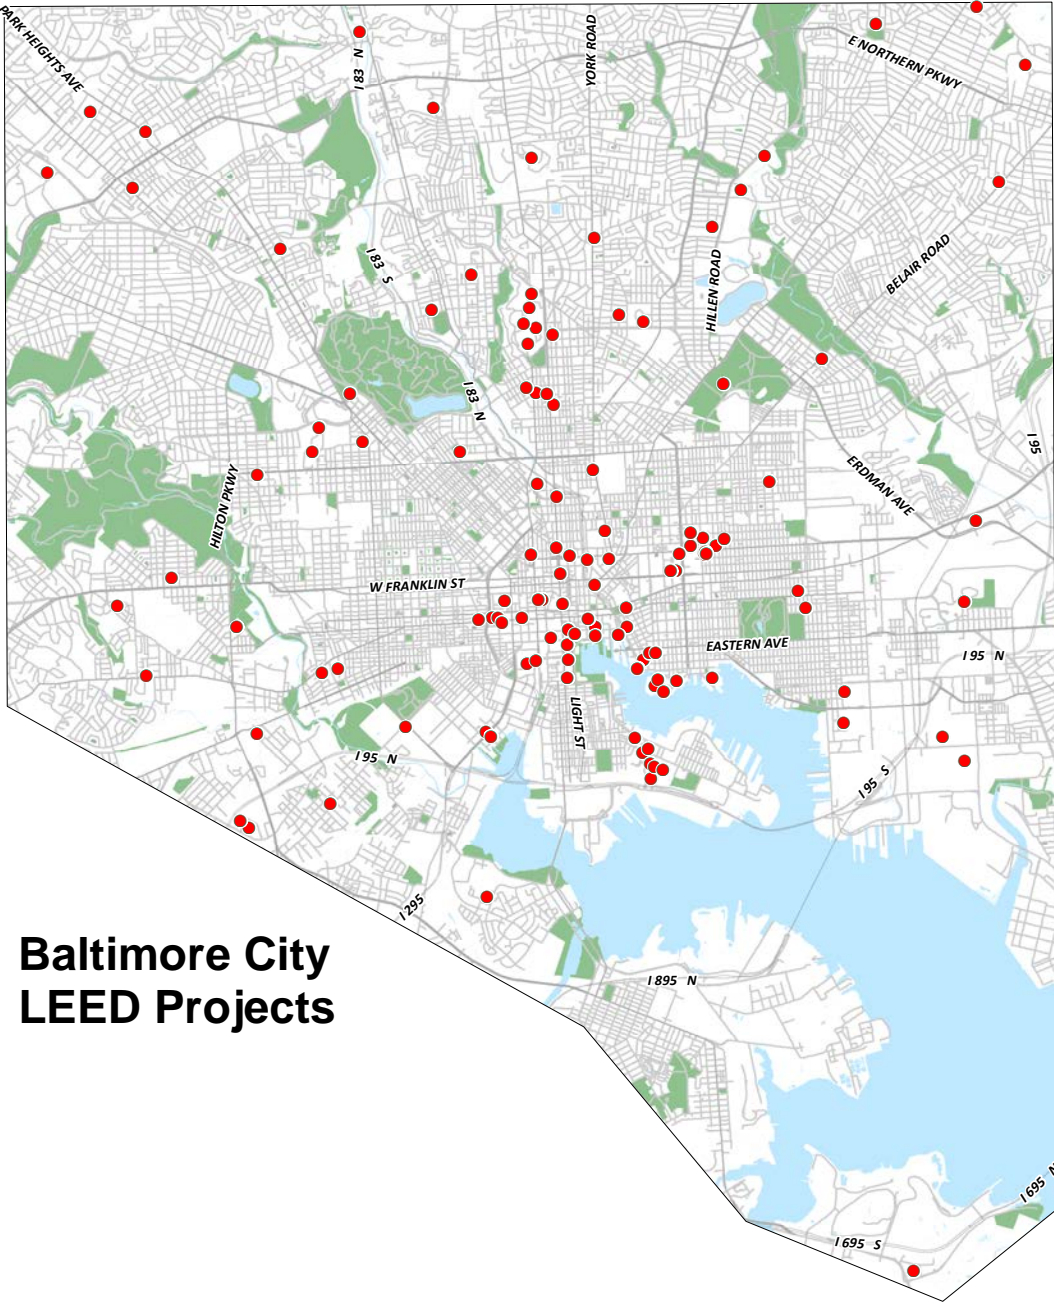 PARK HEIGHTS AVE
I 83 N
YORK ROAD
E NORTHERN PKWY
I 83 S
HILLEN ROAD
BELAIR ROAD
I 83 N
I 95
HILTON PKWY
ERDMAN AVE
W FRANKLIN ST
EASTERN AVE
I 95 N
LIGHT ST
I 95 N
I 95 S
I 295
Baltimore City
LEED Projects
I 895 N
I 695 N
I 695 S